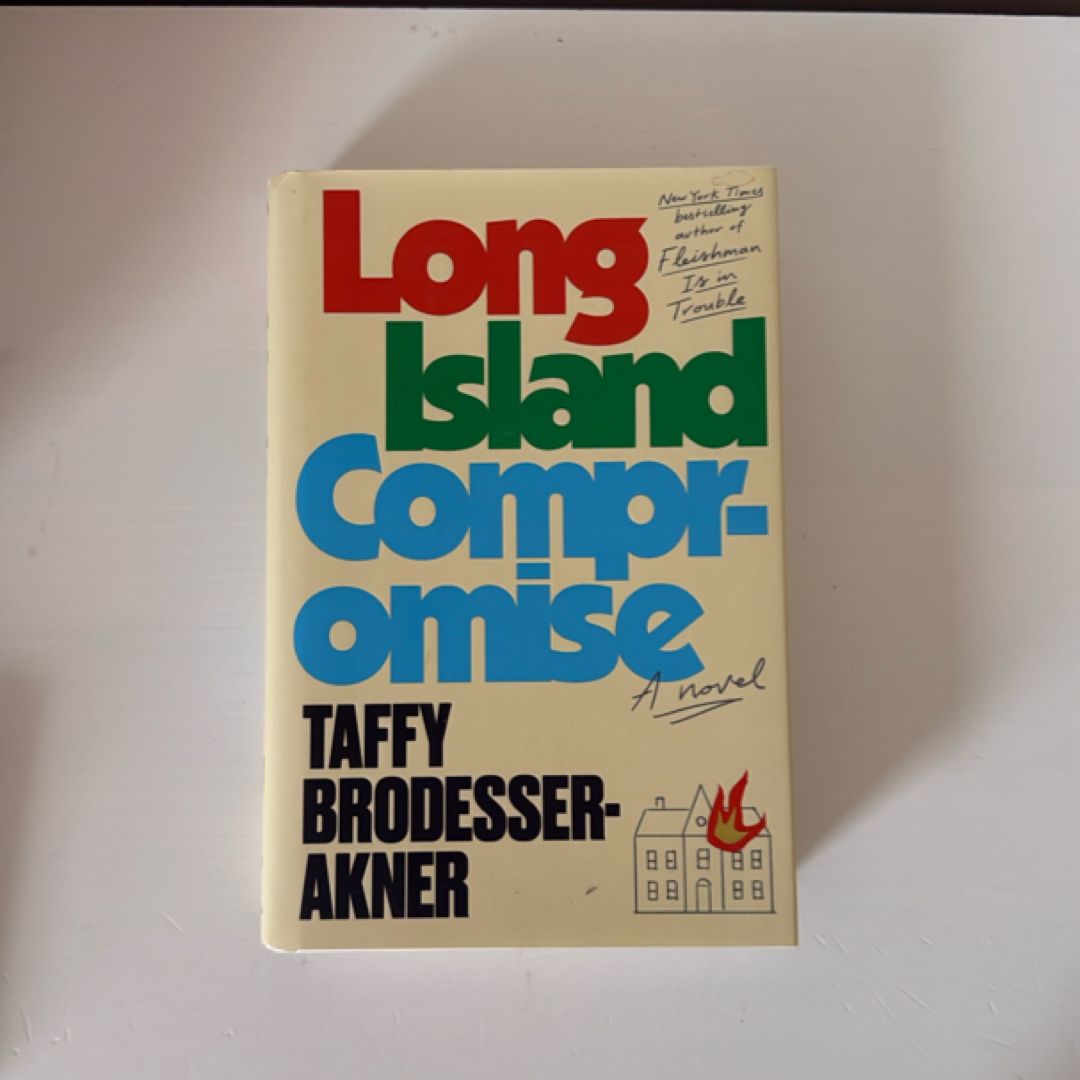 Long
New York Times
bestselling
author of
Fleishman
Is in
Trouble
Island
Compr-
omise
A novel
TAFFY
BRODESSER-
AKNER